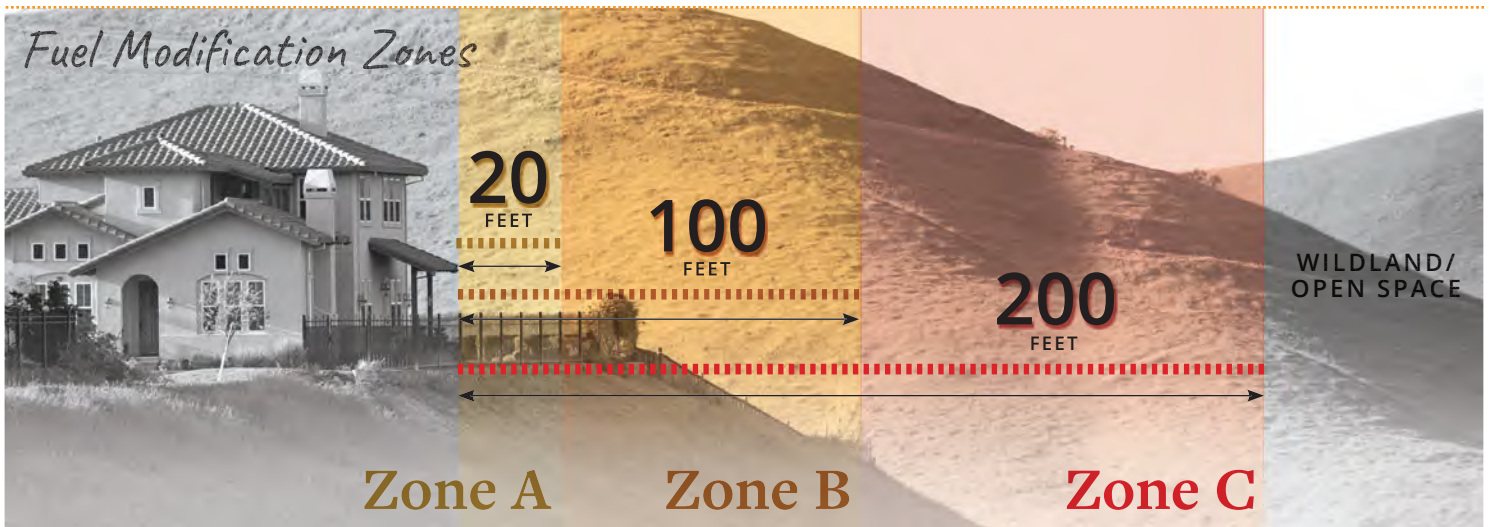 Fuel Modification Zones
20
FEET
100
FEET
200
FEET
WILDLAND/
OPEN SPACE
Zone A
Zone B
Zone C